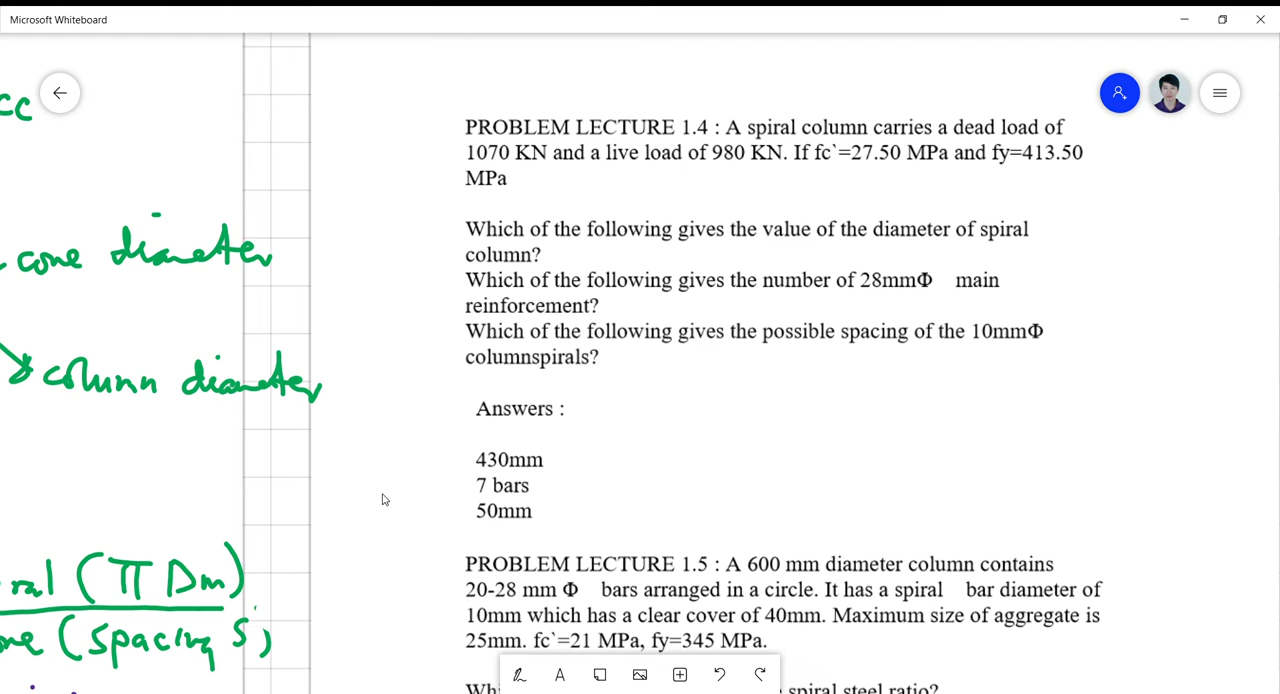 Microsoft Whiteboard
cc
core diameter
column diameter
ral (π Dm)
(spacing S)
PROBLEM LECTURE 1.4 : A spiral column carries a dead load of
1070 KN and a live load of 980 KN. If fc`=27.50 MPa and fy=413.50
MPa
Which of the following gives the value of the diameter of spiral
column?
Which of the following gives the number of 28mmΦ main
reinforcement?
Which of the following gives the possible spacing of the 10mmΦ
columnspirals?
Answers :
430mm
7 bars
50mm
PROBLEM LECTURE 1.5 : A 600 mm diameter column contains
20-28 mm Φ bars arranged in a circle. It has a spiral bar diameter of
10mm which has a clear cover of 40mm. Maximum size of aggregate is
25mm. fc`=21 MPa, fy=345 MPa.
spiral steel ratio?